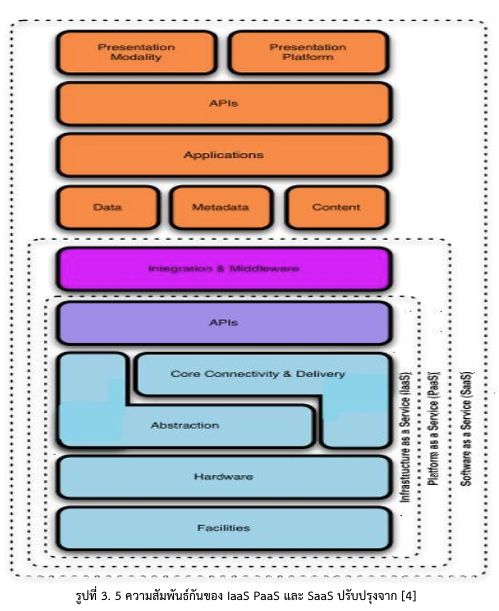 Presentation
Modality
Presentation
Platform
APIs
Applications
Data
Metadata
Content
Integration & Middleware
APIs
Core Connectivity & Delivery
Abstraction
Hardware
Facilities
Infrastructure as a Service (IaaS)
Platform as a Service (PaaS)
Software as a Service (SaaS)
รูปที่ 3. 5 ความสัมพันธ์กันของ IaaS PaaS และ SaaS ปรับปรุงจาก [4]